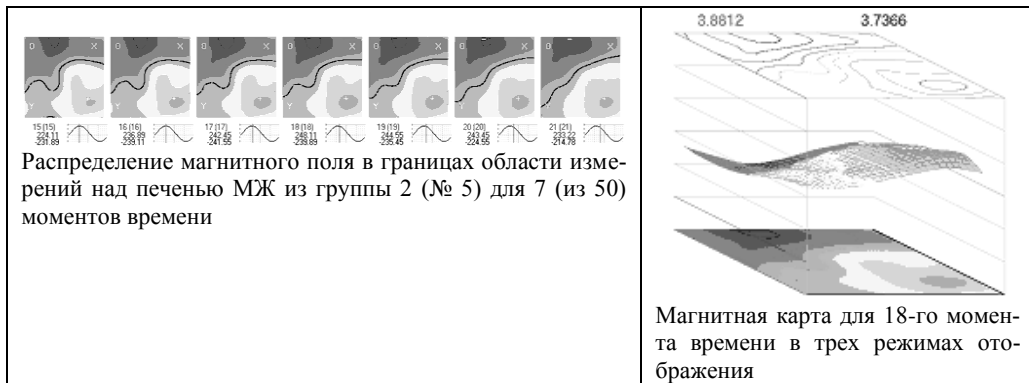 O X
Y
15 (15)
224.11
-231.89
16 (16)
236.89
-239.11
17 (17)
242.45
-241.55
18 (18)
248.11
-239.89
19 (19)
244.55
-235.45
20 (20)
243.45
-224.55
21 (21)
233.23
-214.78
Распределение магнитного поля в границах области изме-
рений над печенью МЖ из группы 2 (№ 5) для 7 (из 50)
моментов времени
3.8812 3.7366
Магнитная карта для 18-го момен-
та времени в трех режимах ото-
бражения